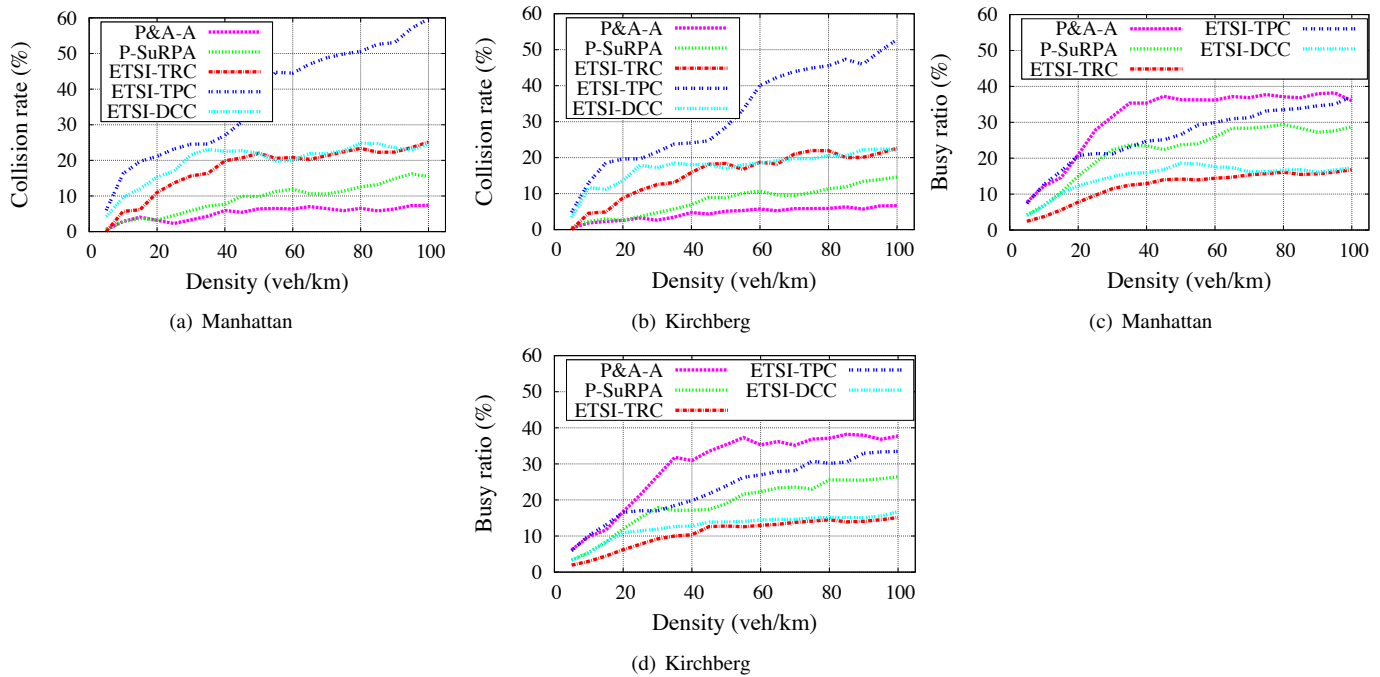 Collision rate (%)
60
50
40
30
20
10
0
P&A-A
P-SuRPA
ETSI-TRC
ETSI-TPC
ETSI-DCC
0 20 40 60 80 100
Density (veh/km)
(a) Manhattan
Collision rate (%)
60
50
40
30
20
10
0
P&A-A
P-SuRPA
ETSI-TRC
ETSI-TPC
ETSI-DCC
0 20 40 60 80 100
Density (veh/km)
(b) Kirchberg
Busy ratio (%)
60
50
40
30
20
10
0
P&A-A
P-SuRPA
ETSI-TRC
ETSI-TPC
ETSI-DCC
0 20 40 60 80 100
Density (veh/km)
(c) Manhattan
Busy ratio (%)
60
50
40
30
20
10
0
P&A-A
P-SuRPA
ETSI-TRC
ETSI-TPC
ETSI-DCC
0 20 40 60 80 100
Density (veh/km)
(d) Kirchberg